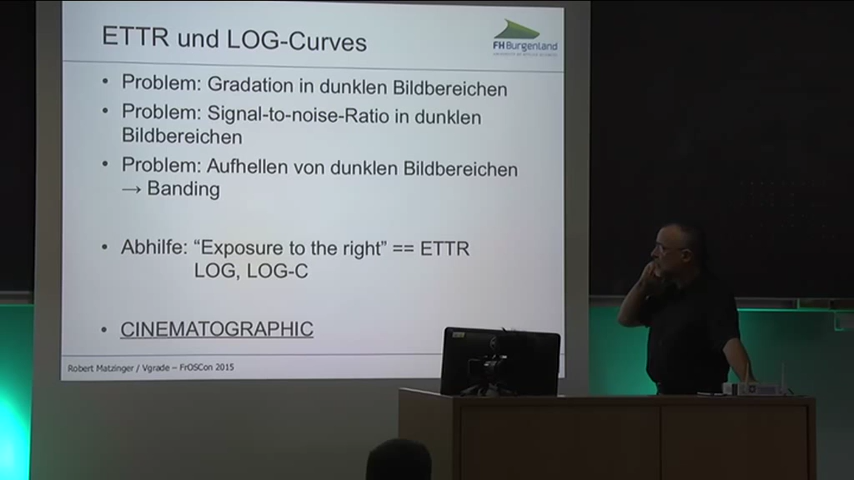 ETTR und LOG-Curves
FH Burgenland
• Problem: Gradation in dunklen Bildbereichen
• Problem: Signal-to-noise-Ratio in dunklen
Bildbereichen
• Problem: Aufhellen von dunklen Bildbereichen
→ Banding
• Abhilfe: “Exposure to the right” == ETTR
LOG, LOG-C
• CINEMATOGRAPHIC
Robert Matzinger / Vgrade – FrOSCon 2015